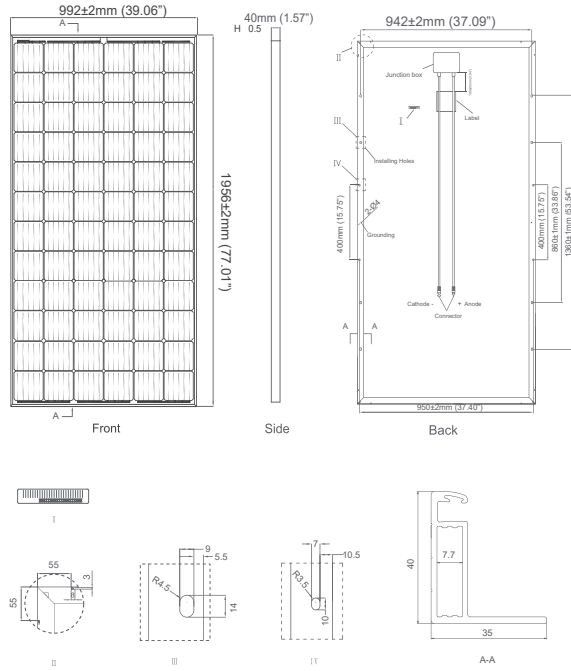 992±2mm (39.06")
A
A
1956±2mm (77.01")
Front
40mm (1.57")
H 0.5
Side
942±2mm (37.09")
II
Junction box
I
Label
III
Installing Holes
IV
400mm (15.75")
2-Ø4
Grounding
400mm (15.75")
860±1mm (33.86")
1360±1mm (53.54")
Cathode -
+ Anode
Connector
A
A
950±2mm (37.40")
Back
I
55
3
55
II
9
5.5
R4.5
14
III
7
10.5
R3.5
10
IV
40
7.7
35
A-A